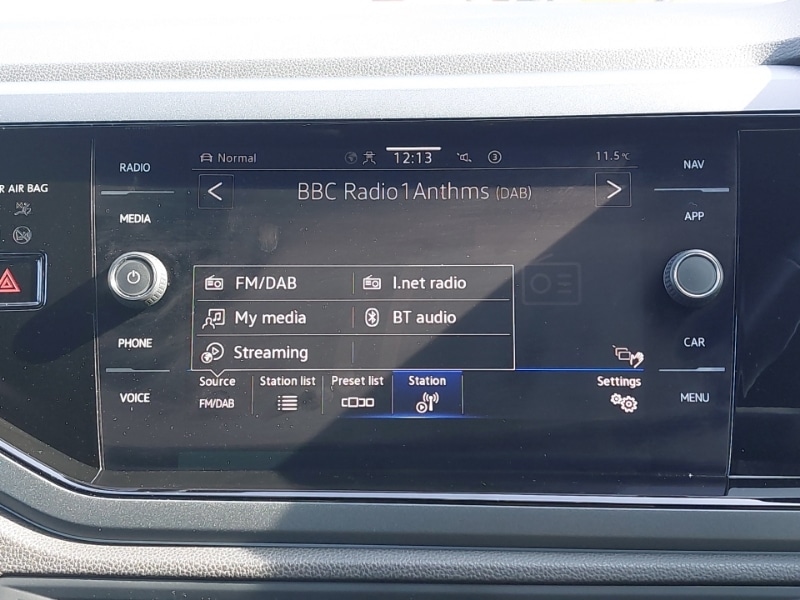 RADIO
Normal
12:13
3
11.5°C
NAV
R AIR BAG
BBC Radio1Anthms (DAB)
MEDIA
APP
FM/DAB
I.net radio
My media
BT audio
PHONE
Streaming
CAR
Source
Station list
Preset list
Station
Settings
VOICE
FM/DAB
MENU